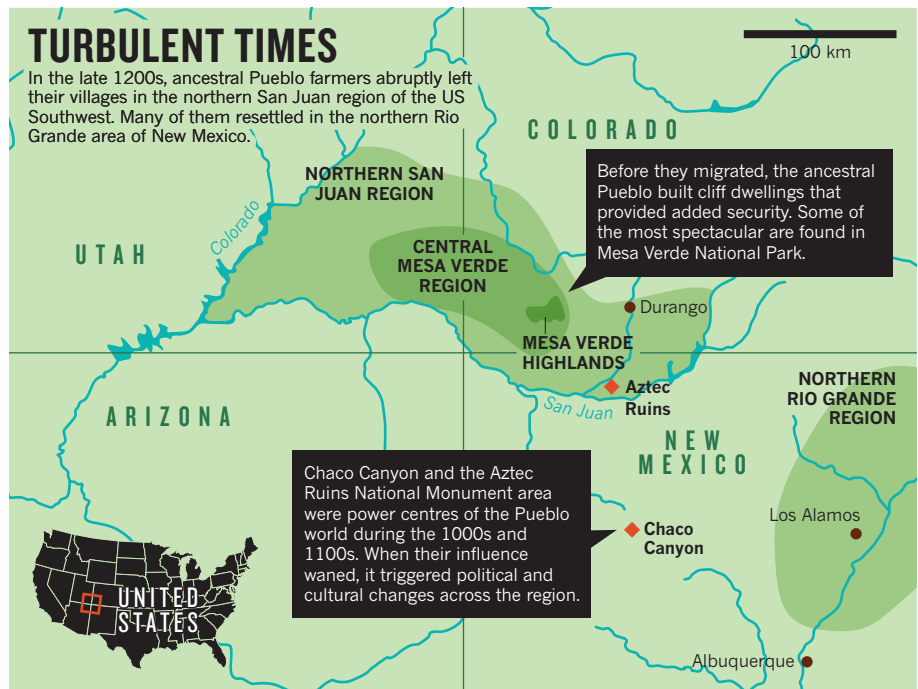 TURBULENT TIMES
In the late 1200s, ancestral Pueblo farmers abruptly left
their villages in the northern San Juan region of the US
Southwest. Many of them resettled in the northern Rio
Grande area of New Mexico.
100 km
COLORADO
NORTHERN SAN
JUAN REGION
Before they migrated, the ancestral
Pueblo built cliff dwellings that
provided added security. Some of
the most spectacular are found in
Mesa Verde National Park.
Colorado
UTAH
CENTRAL
MESA VERDE
REGION
Durango
MESA VERDE
HIGHLANDS
Aztec
Ruins
San Juan
NORTHERN
RIO GRANDE
REGION
ARIZONA
NEW
MEXICO
Chaco Canyon and the Aztec
Ruins National Monument area
were power centres of the Pueblo
world during the 1000s and
1100s. When their influence
waned, it triggered political and
cultural changes across the region.
Chaco
Canyon
Los Alamos
UNITED
STATES
Albuquerque